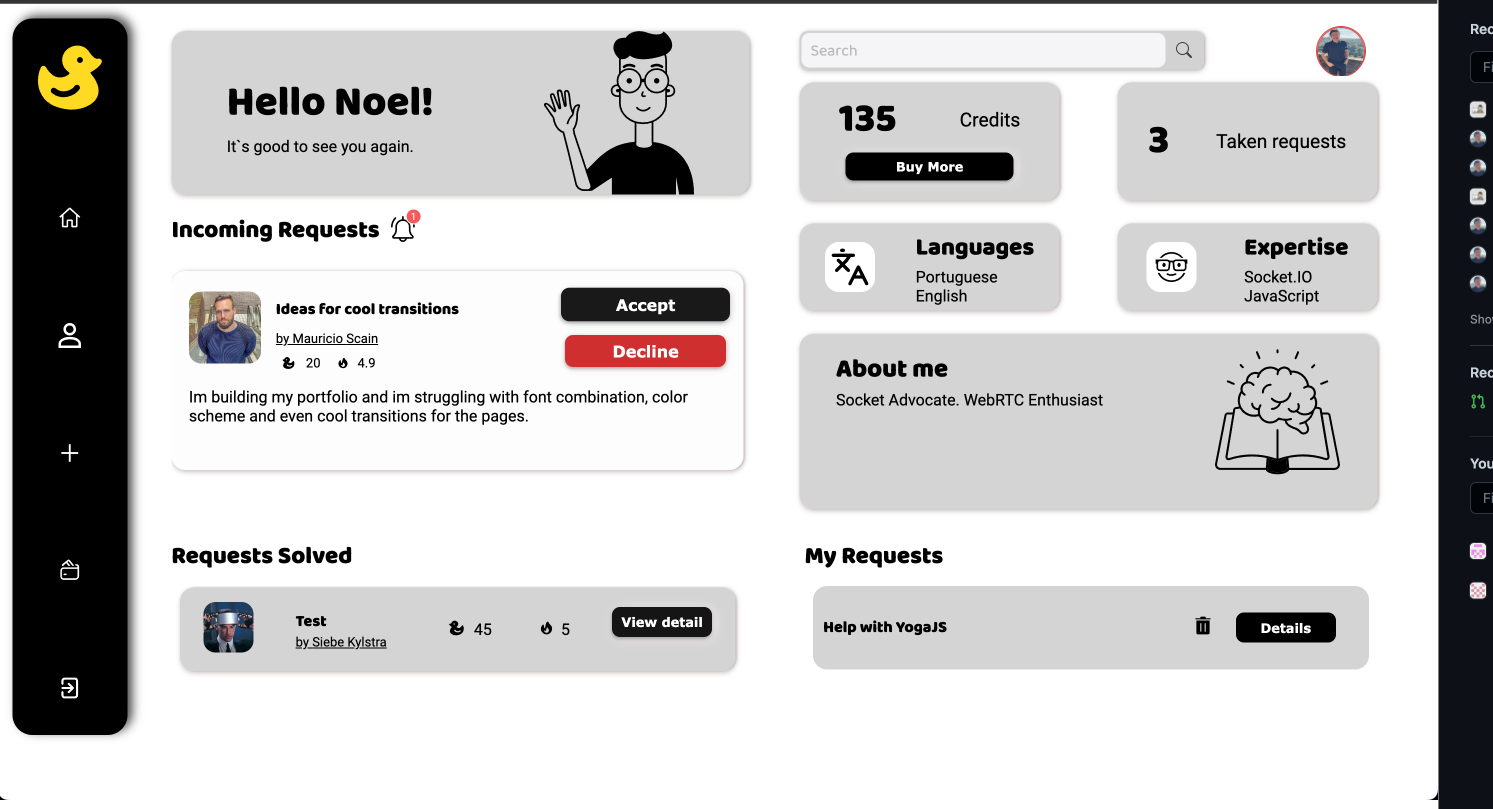 Hello Noel!
It`s good to see you again.
Search
135
Credits
Buy More
3
Taken requests
Incoming Requests
1
Languages
Portuguese
English
Expertise
Socket.IO
JavaScript
Ideas for cool transitions
by Mauricio Scain
20
4.9
Accept
Decline
Im building my portfolio and im struggling with font combination, color
scheme and even cool transitions for the pages.
About me
Socket Advocate. WebRTC Enthusiast
Requests Solved
Test
by Siebe Kylstra
45
5
View detail
My Requests
Help with YogaJS
Details
Rec
Fi
Show
Rec
You
Fi